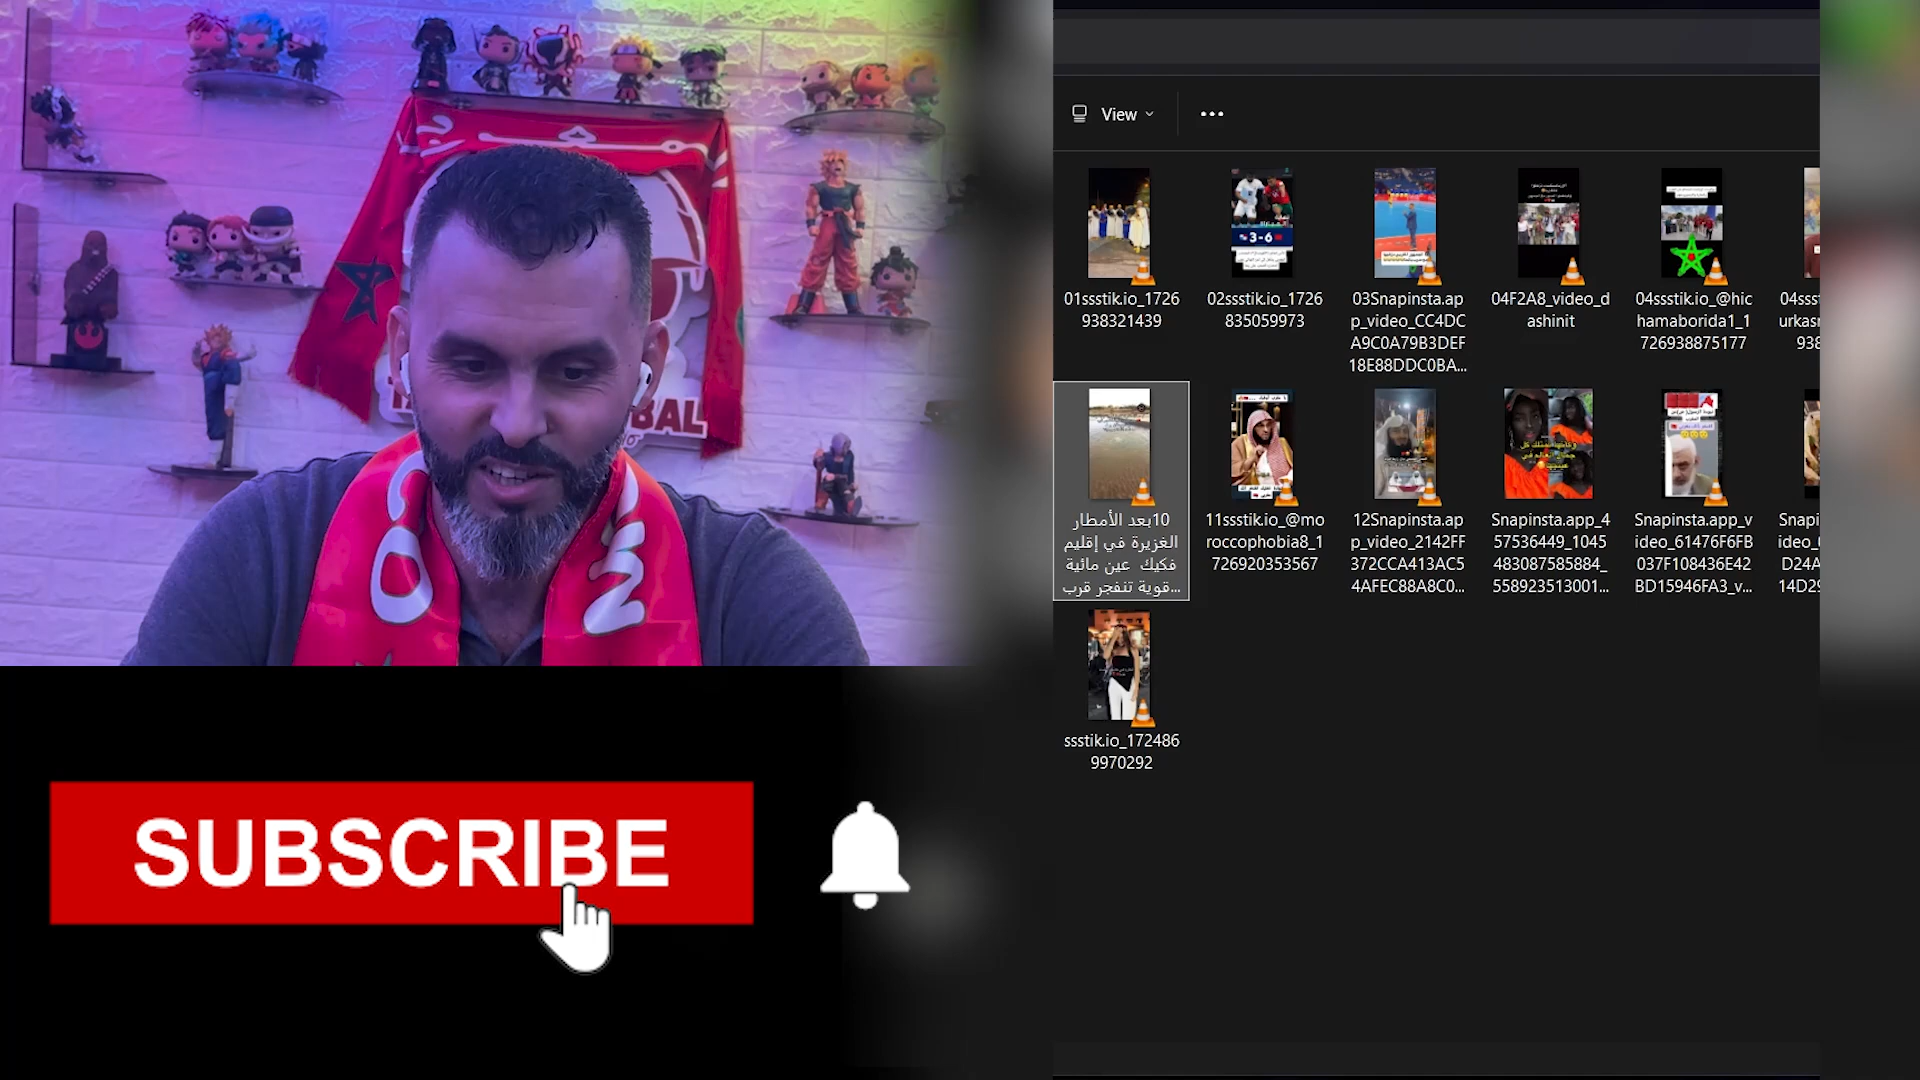 View
01ssstik.io_1726
938321439
02ssstik.io_1726
835059973
03Snapinsta.ap
p_video_CC4DC
A9C0A79B3DEF
18E88DDC0BA...
04F2A8_video_d
ashinit
04ssstik.io_@hic
hamaborida1_1
726938875177
3-6
10بعد الأمطار
الغزيرة في إقليم
فكيك عين مائية
قوية تنفجر قرب...
11ssstik.io_@mo
roccophobia8_1
726920353567
12Snapinsta.ap
p_video_2142FF
372CCA413AC5
4AFEC88A8C0...
Snapinsta.app_4
57536449_1045
483087585884_
558923513001...
Snapinsta.app_v
ideo_61476F6FB
037F108436E42
BD15946FA3_v...
ssstik.io_172486
9970292
SUBSCRIBE